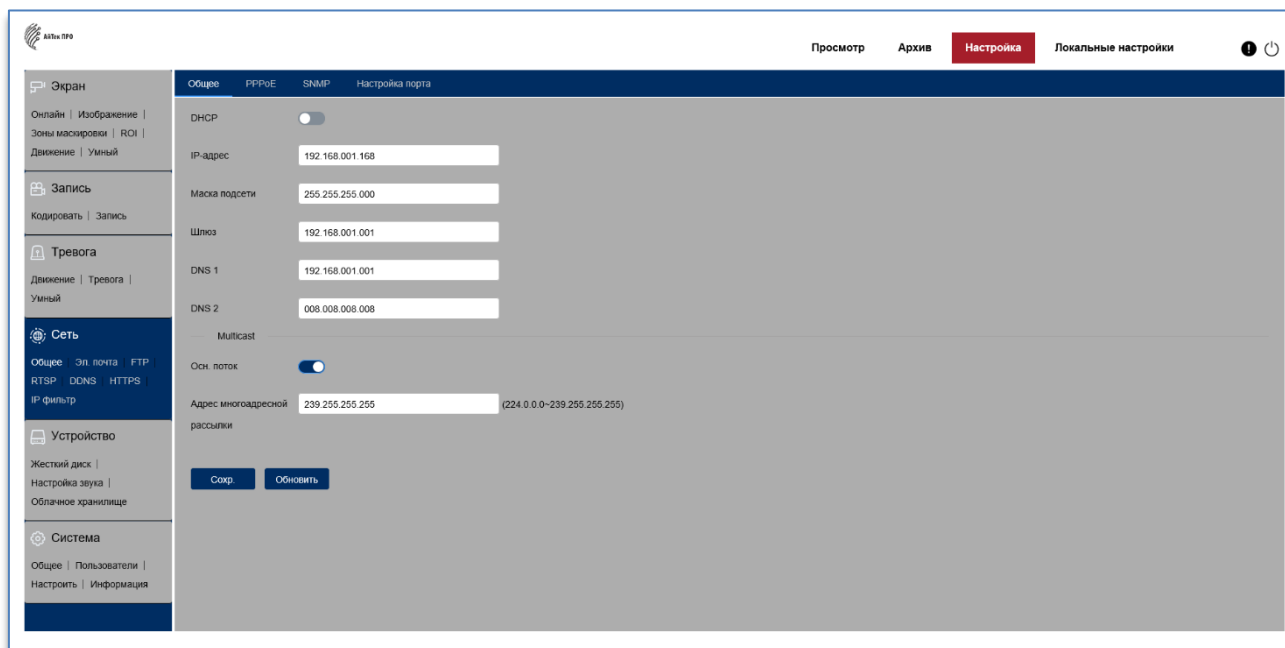 АйТек ПРО
Просмотр Архив Настройка Локальные настройки
Экран
Онлайн | Изображение |
Зоны маскировки | ROI |
Движение | Умный
Запись
Кодировать | Запись
Тревога
Движение | Тревога |
Умный
Сеть
Общее | Эл. почта | FTP |
RTSP | DDNS | HTTPS |
IP фильтр
Устройство
Жесткий диск |
Настройка звука |
Облачное хранилище
Система
Общее | Пользователи |
Настроить | Информация
Общее PPPoE SNMP Настройка порта
DHCP
IP-адрес 192.168.001.168
Маска подсети 255.255.255.000
Шлюз 192.168.001.001
DNS 1 192.168.001.001
DNS 2 008.008.008.008
Multicast
Осн. поток
Адрес многоадресной 239.255.255.255 (224.0.0.0~239.255.255.255)
рассылки
Сохр. Обновить